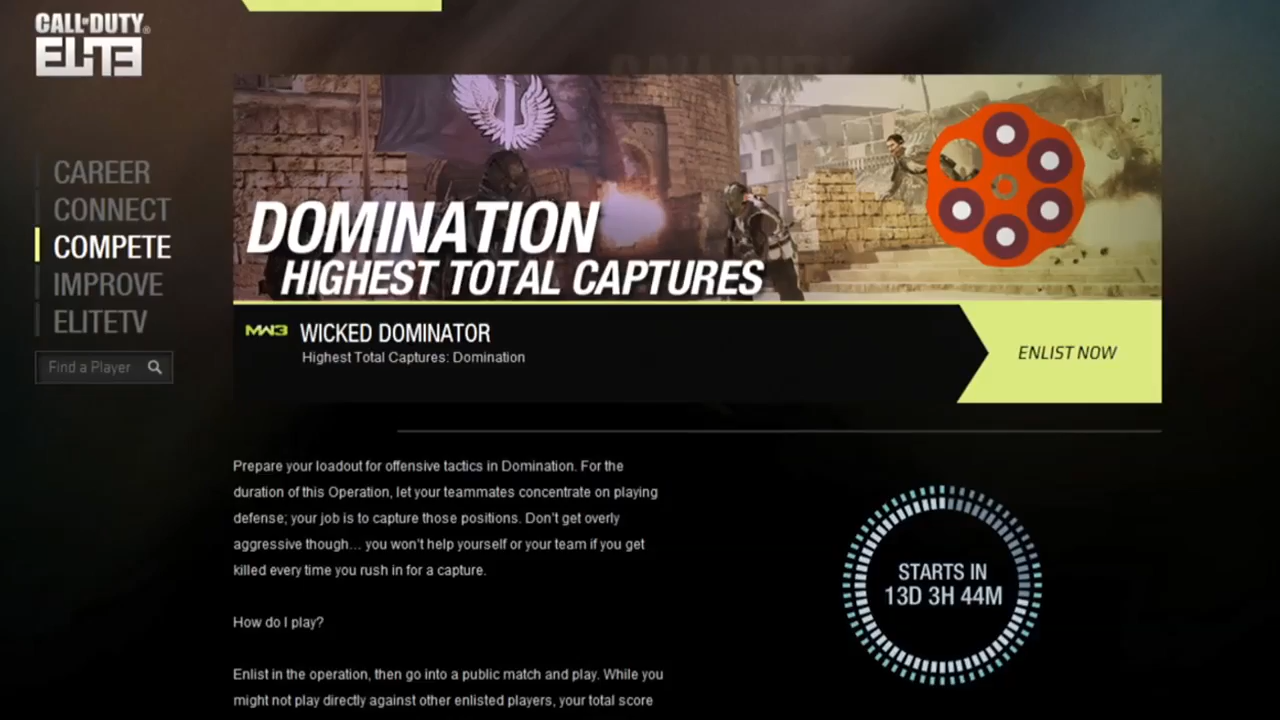 CALL OF DUTY®
ELITE
CAREER
CONNECT
COMPETE
IMPROVE
ELITETV
Find a Player
DOMINATION
HIGHEST TOTAL CAPTURES
MW3 WICKED DOMINATOR
Highest Total Captures: Domination
ENLIST NOW
Prepare your loadout for offensive tactics in Domination. For the
duration of this Operation, let your teammates concentrate on playing
defense; your job is to capture those positions. Don't get overly
aggressive though… you won't help yourself or your team if you get
killed every time you rush in for a capture.
How do I play?
Enlist in the operation, then go into a public match and play. While you
might not play directly against other enlisted players, your total score
STARTS IN
13D 3H 44M